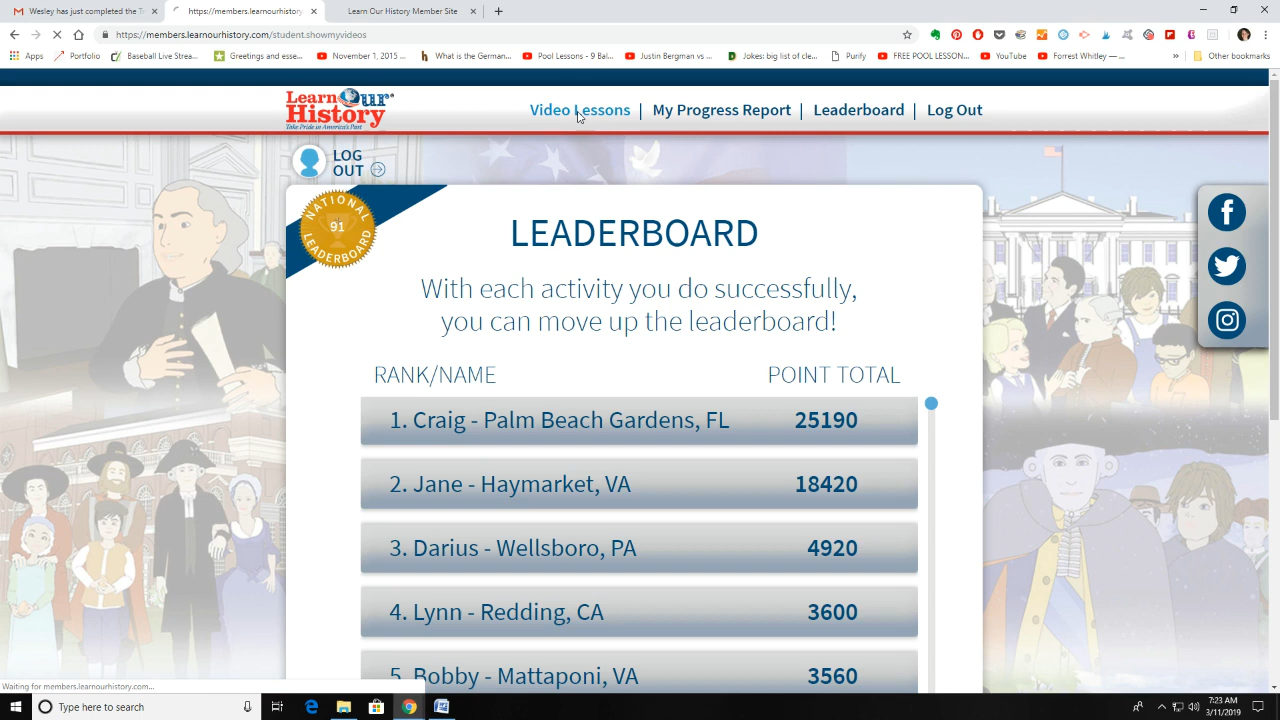 Wesley has just completed the T
https://members.learnourhistory.c
Learn Our History Member Site
https://members.learnourhistory.com/student.showmyvideos
Apps
Portfolio
Baseball Live Strea...
Greetings and esse...
November 1, 2015 ...
What is the German...
Pool Lessons - 9 Bal...
Justin Bergman vs ...
Jokes: big list of cle...
Purify
FREE POOL LESSON...
YouTube
Forrest Whitley —...
»
Other bookmarks
Learn Our History
Take Pride in America's Past
Video Lessons | My Progress Report | Leaderboard | Log Out
LOG
OUT
NATIONAL
91
LEADERBOARD
LEADERBOARD
With each activity you do successfully,
you can move up the leaderboard!
RANK/NAME POINT TOTAL
1. Craig - Palm Beach Gardens, FL 25190
2. Jane - Haymarket, VA 18420
3. Darius - Wellsboro, PA 4920
4. Lynn - Redding, CA 3600
5. Bobby - Mattaponi, VA 3560
Waiting for members.learnourhistory.com...
Type here to search
7:23 AM
3/11/2019